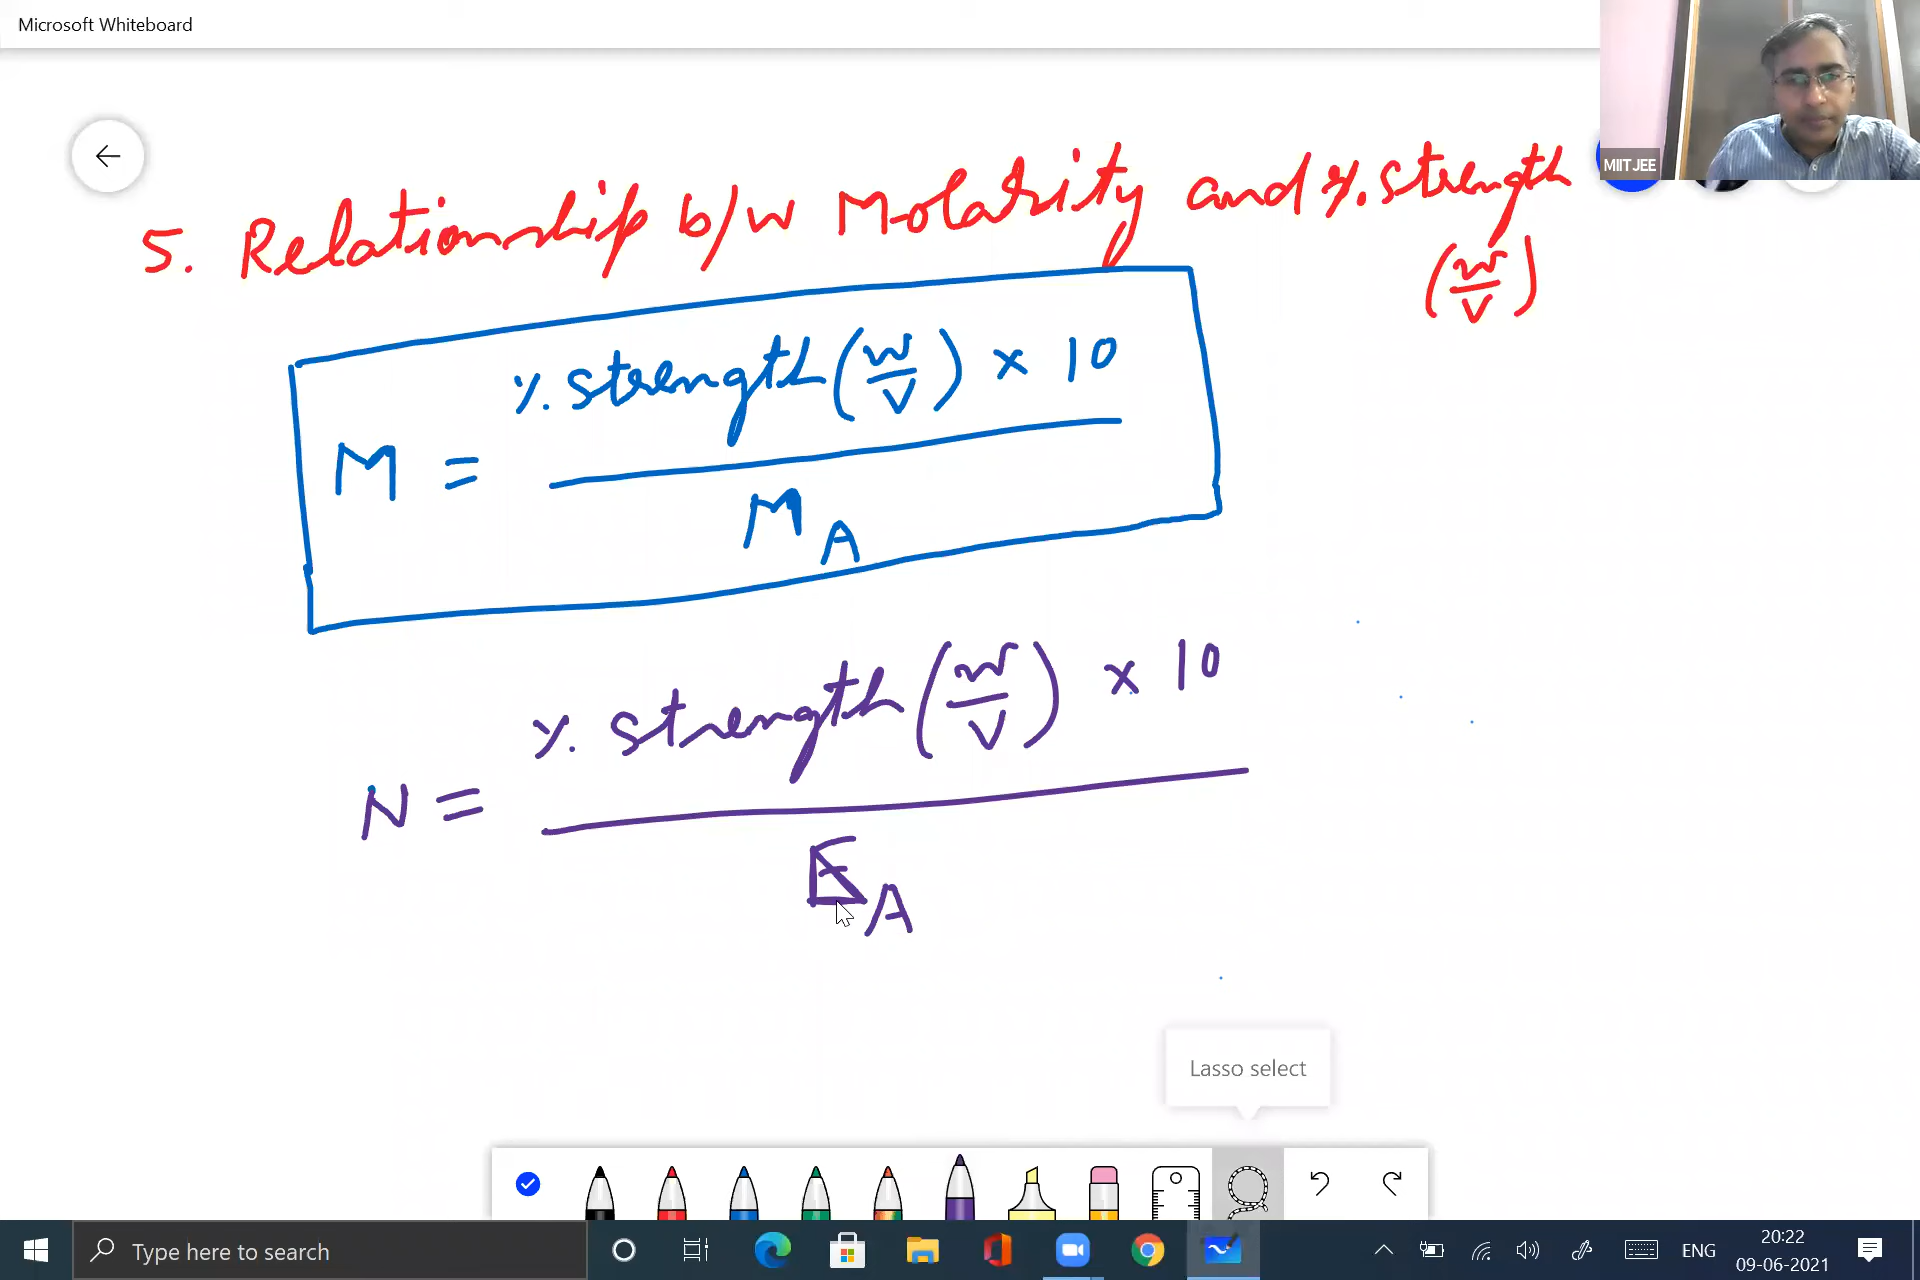 Microsoft Whiteboard
MIIT JEE
5. Relationship b/w Molarity and %. strength
(w/v)
M = %. strength (w/v) × 10 / M_A
N = %. strength (w/v) × 10 / E_A
Lasso select
Type here to search
ENG
20:22
09-06-2021